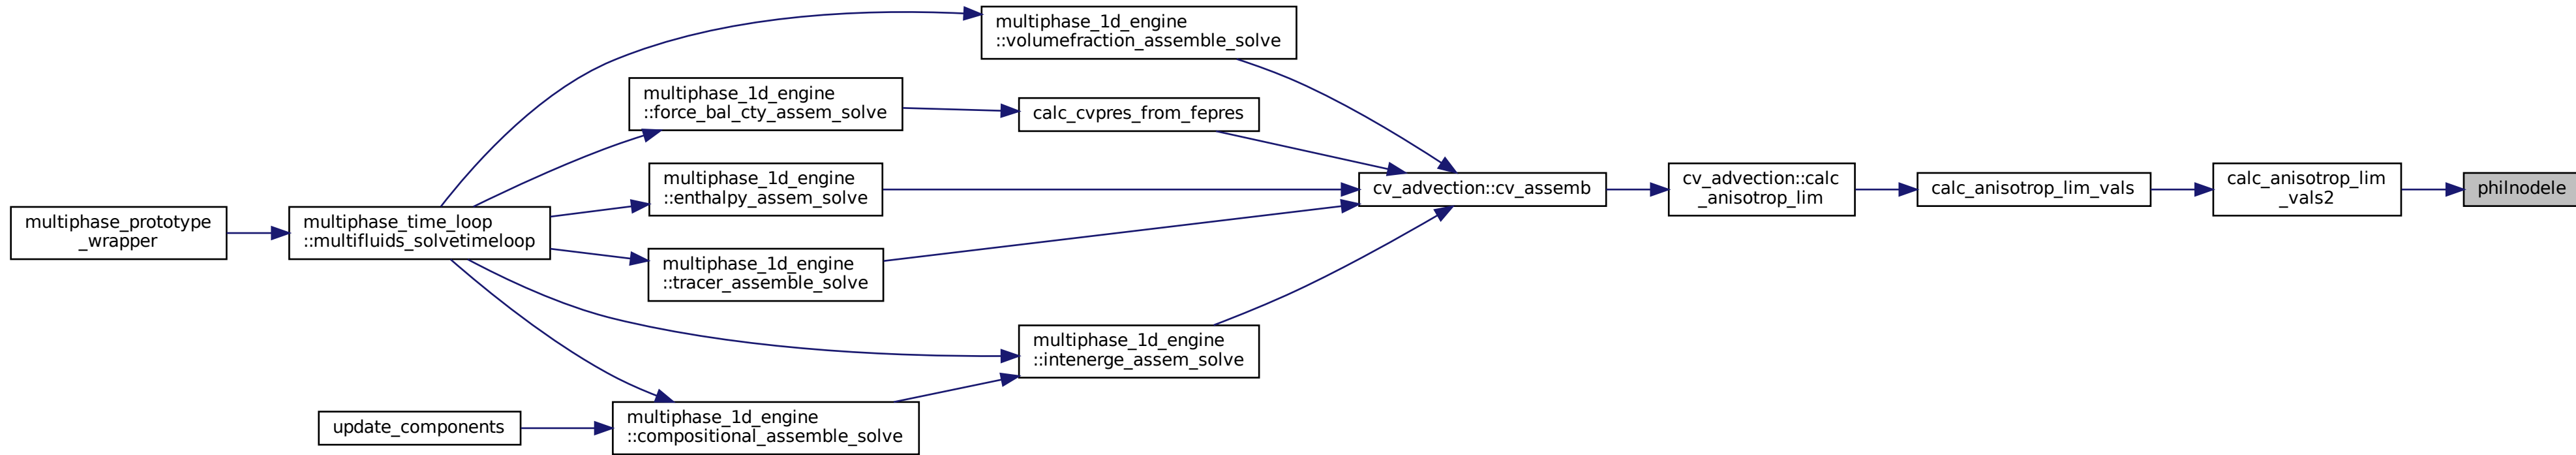 multiphase_prototype
_wrapper
multiphase_time_loop
::multifluids_solvetimeloop
update_components
multiphase_1d_engine
::volumefraction_assemble_solve
multiphase_1d_engine
::force_bal_cty_assem_solve
calc_cvpres_from_fepres
multiphase_1d_engine
::enthalpy_assem_solve
multiphase_1d_engine
::tracer_assemble_solve
multiphase_1d_engine
::intenerge_assem_solve
multiphase_1d_engine
::compositional_assemble_solve
cv_advection::cv_assemb
cv_advection::calc
_anisotrop_lim
calc_anisotrop_lim_vals
calc_anisotrop_lim
_vals2
philnodele